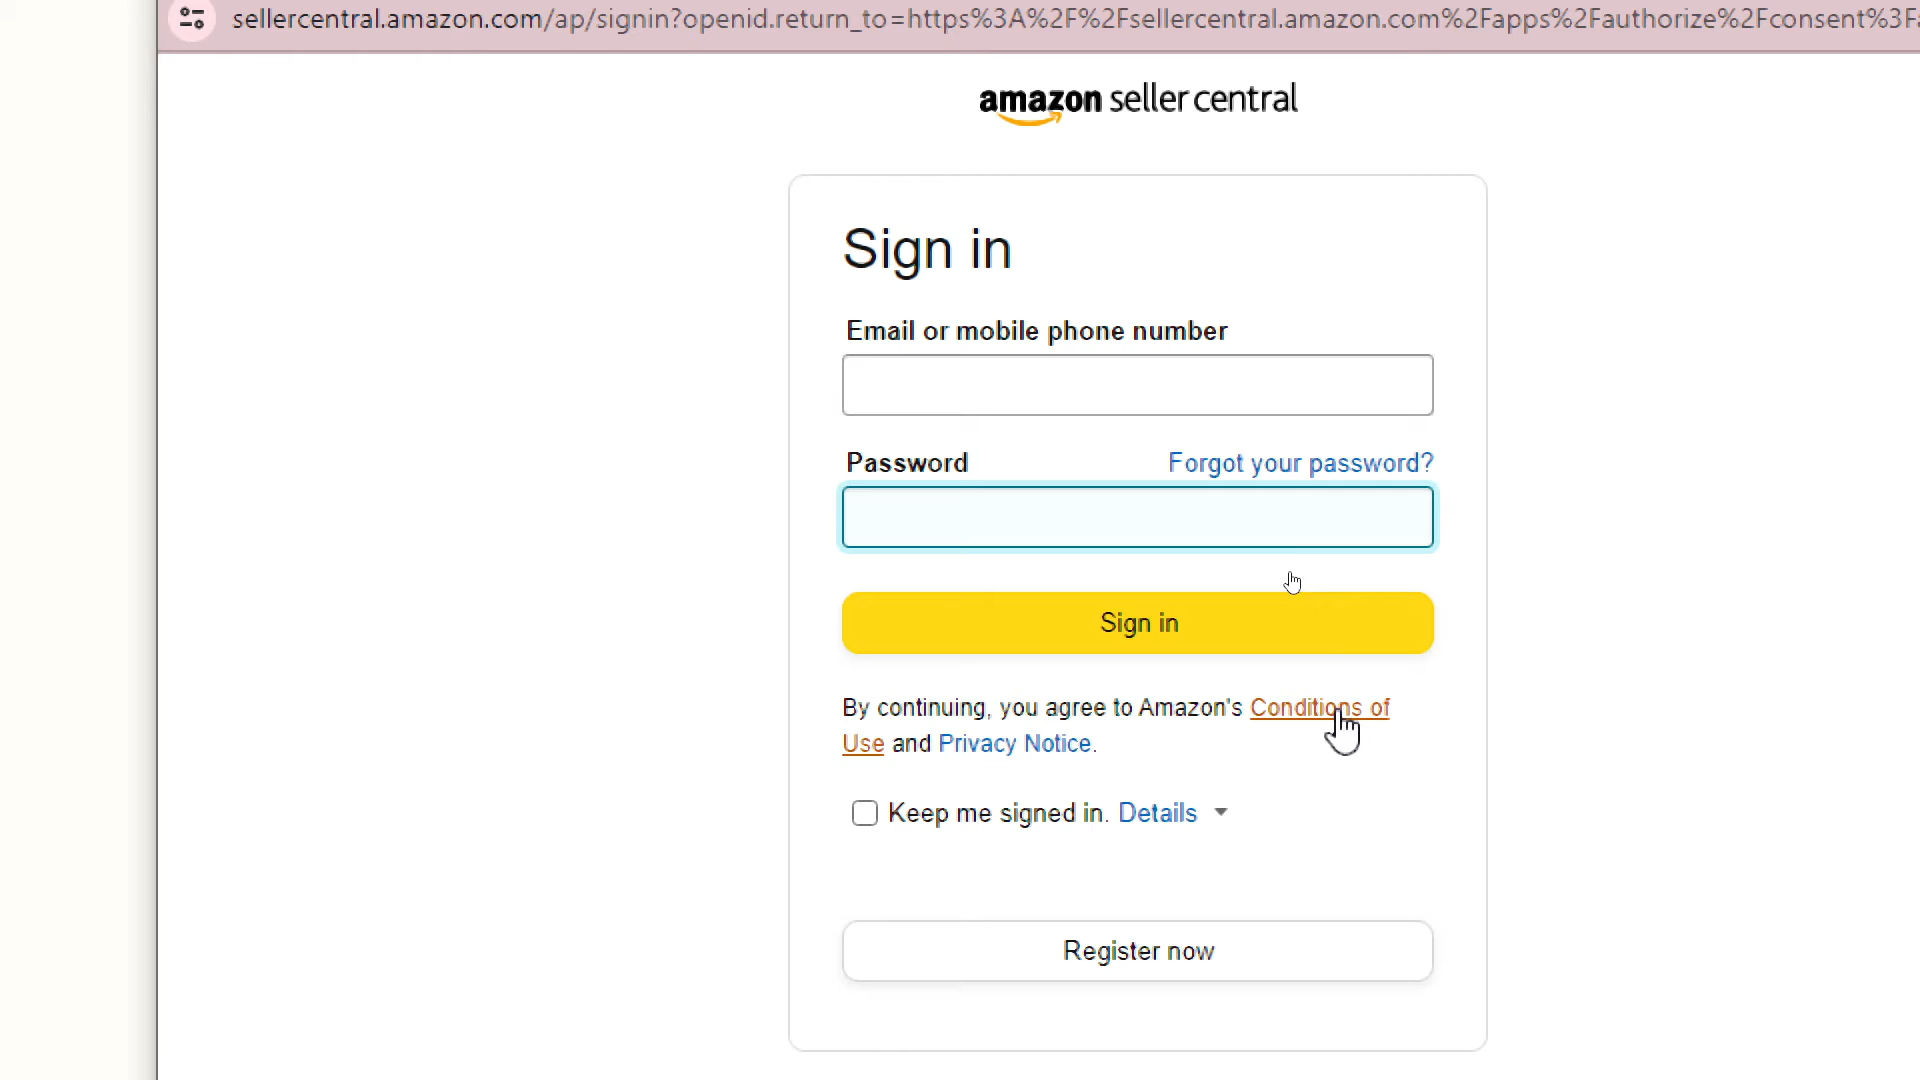 sellercentral.amazon.com/ap/signin?openid.return_to=https%3A%2F%2Fsellercentral.amazon.com%2Fapps%2Fauthorize%2Fconsent%3F
amazon seller central
Sign in
Email or mobile phone number
Password Forgot your password?
Sign in
By continuing, you agree to Amazon's Conditions of
Use and Privacy Notice.
Keep me signed in. Details
Register now